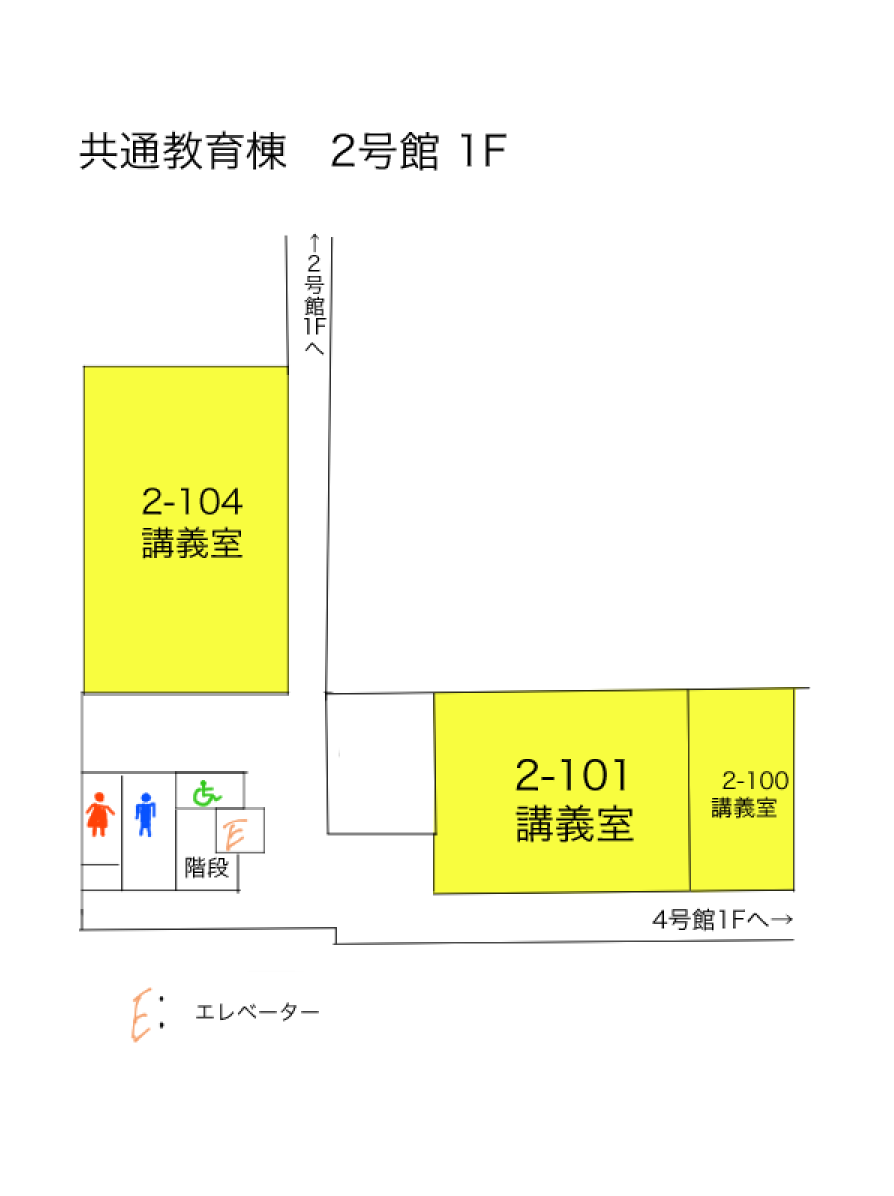 共通教育棟　2号館 1F
↑2号館1Fへ
2-104
講義室
2-101
講義室
2-100
講義室
E
階段
4号館1Fへ→
E: エレベーター